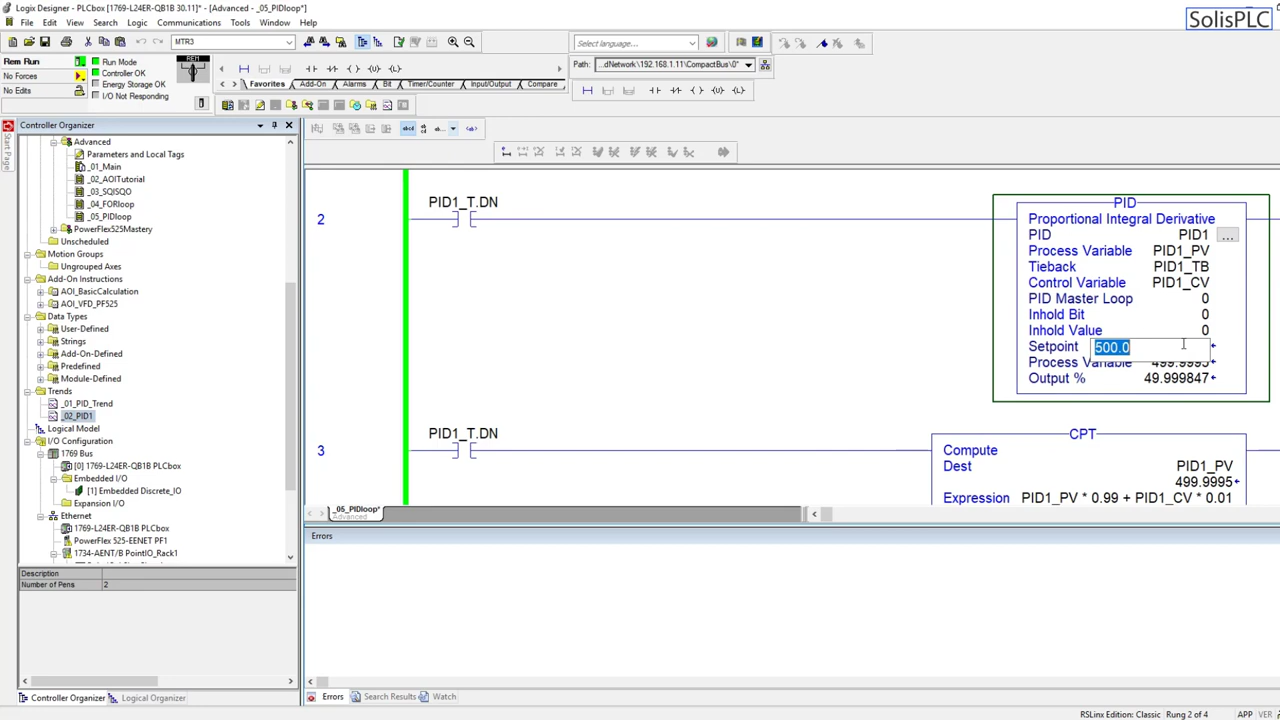 Logix Designer - PLCbox [1769-L24ER-QB1B 30.11]* - [Advanced - _05_PIDloop*]
SolisPLC
File Edit View Search Logic Communications Tools Window Help
MTR3
Select language...
Rem Run
No Forces
No Edits
Run Mode
Controller OK
Energy Storage OK
I/O Not Responding
REM
Path: ..dNetwork\192.168.1.11\CompactBus\0*
Favorites Add-On Alarms Bit Timer/Counter Input/Output Compare
Start Page
Controller Organizer
Advanced
Parameters and Local Tags
_01_Main
_02_AOITutorial
_03_SQISQO
_04_FORloop
_05_PIDloop
PowerFlex525Mastery
Unscheduled
Motion Groups
Ungrouped Axes
Add-On Instructions
AOI_BasicCalculation
AOI_VFD_PF525
Data Types
User-Defined
Strings
Add-On-Defined
Predefined
Module-Defined
Trends
_01_PID_Trend
_02_PID1
Logical Model
I/O Configuration
1769 Bus
[0] 1769-L24ER-QB1B PLCbox
Embedded I/O
[1] Embedded Discrete_IO
Expansion I/O
Ethernet
1769-L24ER-QB1B PLCbox
PowerFlex 525-EENET PF1
1734-AENT/B PointIO_Rack1
Description
Number of Pens 2
Controller Organizer Logical Organizer
2
PID1_T.DN
PID
Proportional Integral Derivative
PID PID1 ...
Process Variable PID1_PV
Tieback PID1_TB
Control Variable PID1_CV
PID Master Loop 0
Inhold Bit 0
Inhold Value 0
Setpoint 500.0
Process Variable 499.9995
Output % 49.999847
3
PID1_T.DN
CPT
Compute
Dest PID1_PV
499.9995
Expression PID1_PV * 0.99 + PID1_CV * 0.01
_05_PIDloop*
Advanced
Errors
Errors Search Results Watch
RSLinx Edition: Classic Rung 2 of 4 APP VER